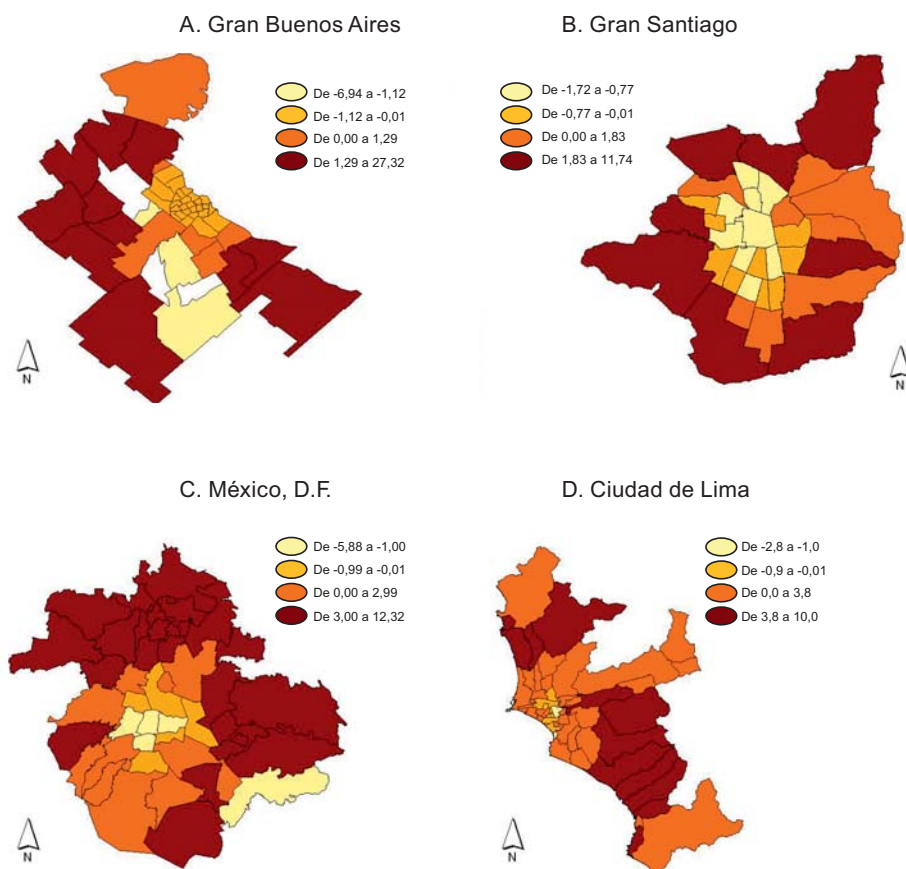 A. Gran Buenos Aires
De -6,94 a -1,12
De -1,12 a -0,01
De 0,00 a 1,29
De 1,29 a 27,32
N
B. Gran Santiago
De -1,72 a -0,77
De -0,77 a -0,01
De 0,00 a 1,83
De 1,83 a 11,74
N
C. México, D.F.
De -5,88 a -1,00
De -0,99 a -0,01
De 0,00 a 2,99
De 3,00 a 12,32
N
D. Ciudad de Lima
De -2,8 a -1,0
De -0,9 a -0,01
De 0,0 a 3,8
De 3,8 a 10,0
N